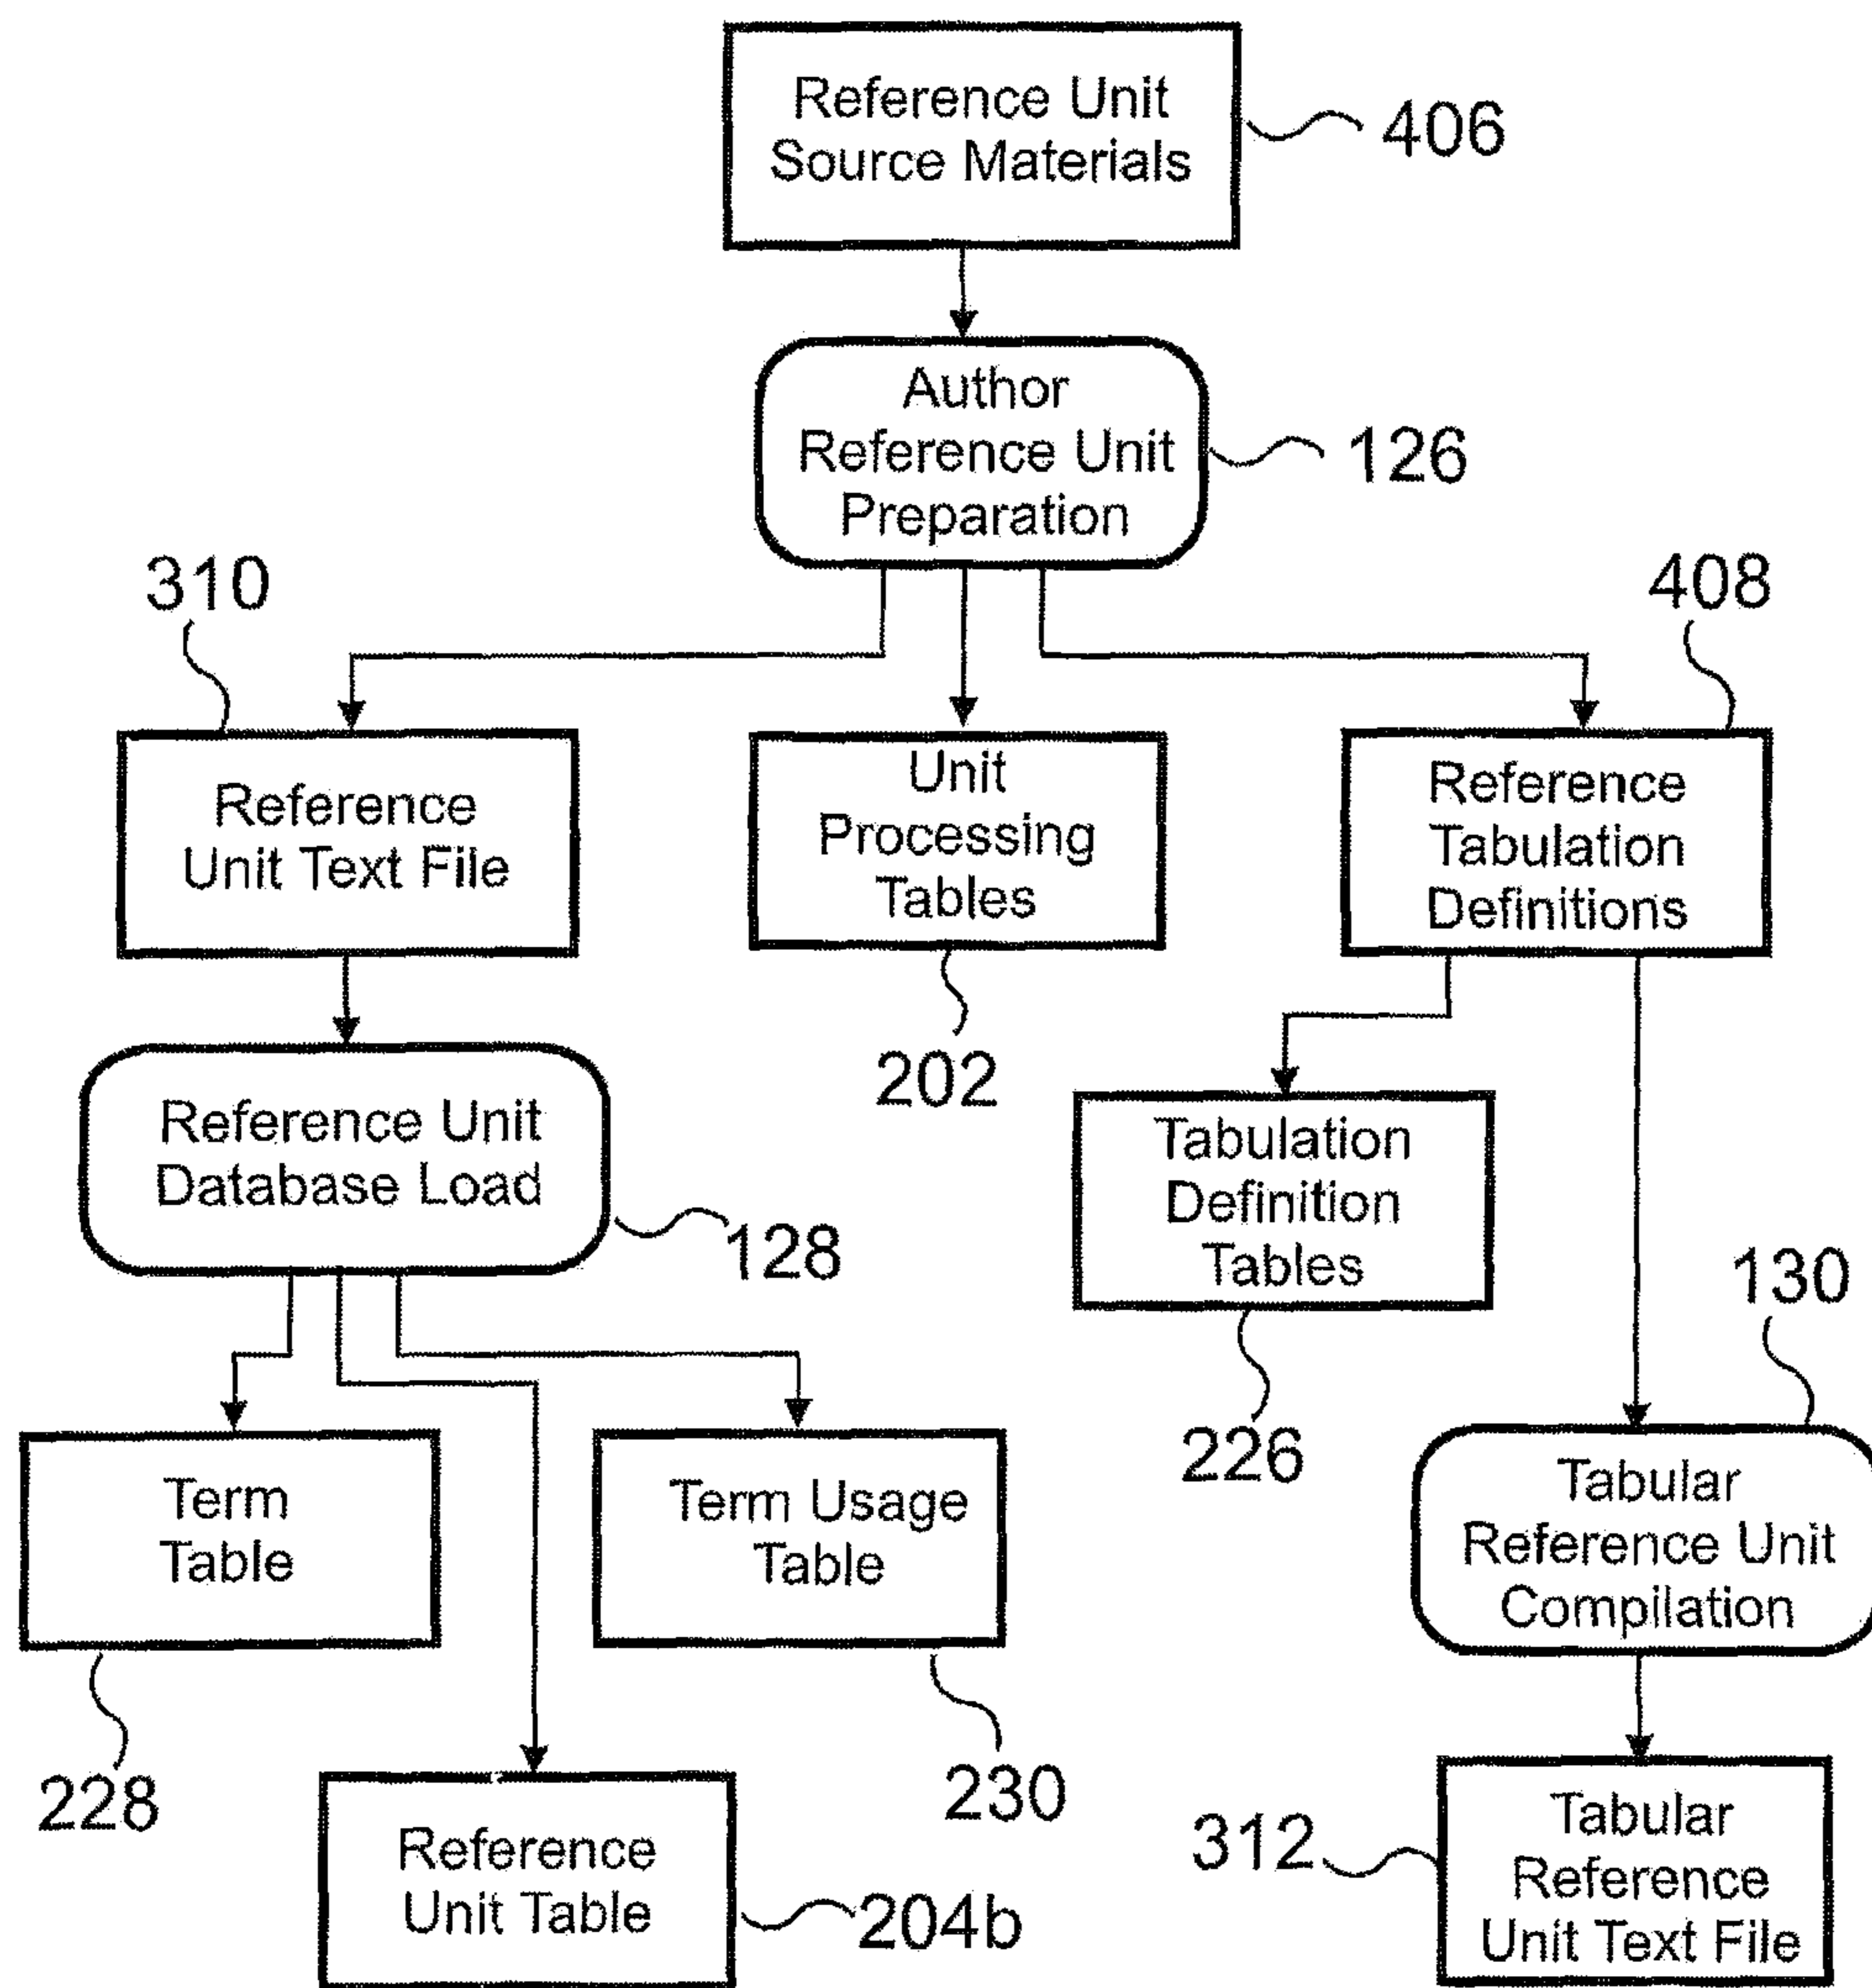 Reference Unit
Source Materials
406
Author
Reference Unit
Preparation
126
310
408
Reference
Unit Text File
Unit
Processing
Tables
Reference
Tabulation
Definitions
202
Reference Unit
Database Load
128
Tabulation
Definition
Tables
226
130
Term
Table
Term Usage
Table
Tabular
Reference Unit
Compilation
228
230
Reference
Unit Table
204b
312
Tabular
Reference
Unit Text File